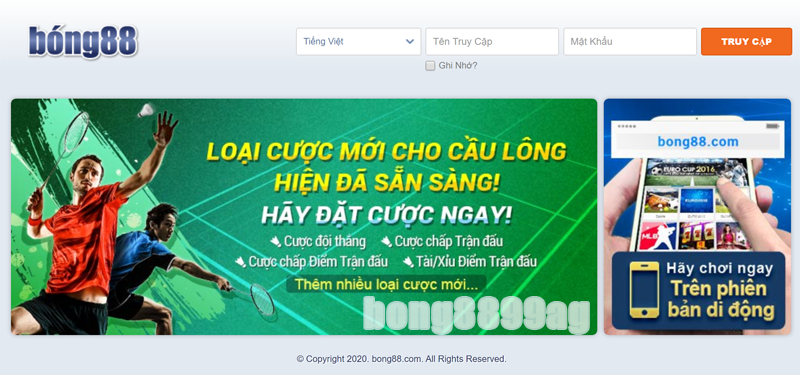 bóng88
Tiếng Việt
Tên Truy Cập
Mật Khẩu
TRUY CẬP
Ghi Nhớ?
LOẠI CƯỢC MỚI CHO CẦU LÔNG
HIỆN ĐÃ SẴN SÀNG!
HÃY ĐẶT CƯỢC NGAY!
Cược đội thắng
Cược chấp Trận đấu
Cược chấp Điểm Trận đấu
Tài/Xỉu Điểm Trận đấu
Thêm nhiều loại cược mới...
bong8899ag
bong88.com
EURO CUP 2016
MLB
Hãy chơi ngay
Trên phiên
bản di động
© Copyright 2020. bong88.com. All Rights Reserved.